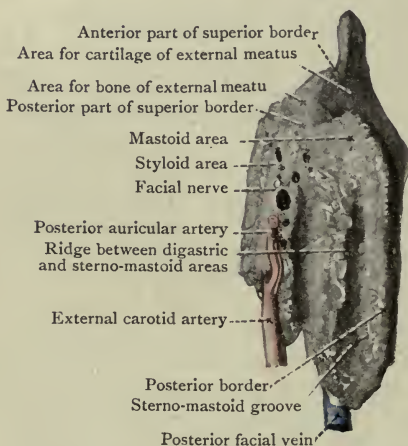 Anterior part of superior border
Area for cartilage of external meatus
Area for bone of external meatu
Posterior part of superior border
Mastoid area
Styloid area
Facial nerve
Posterior auricular artery
Ridge between digastric
and sterno-mastoid areas
External carotid artery
Posterior border
Sterno-mastoid groove
Posterior facial vein